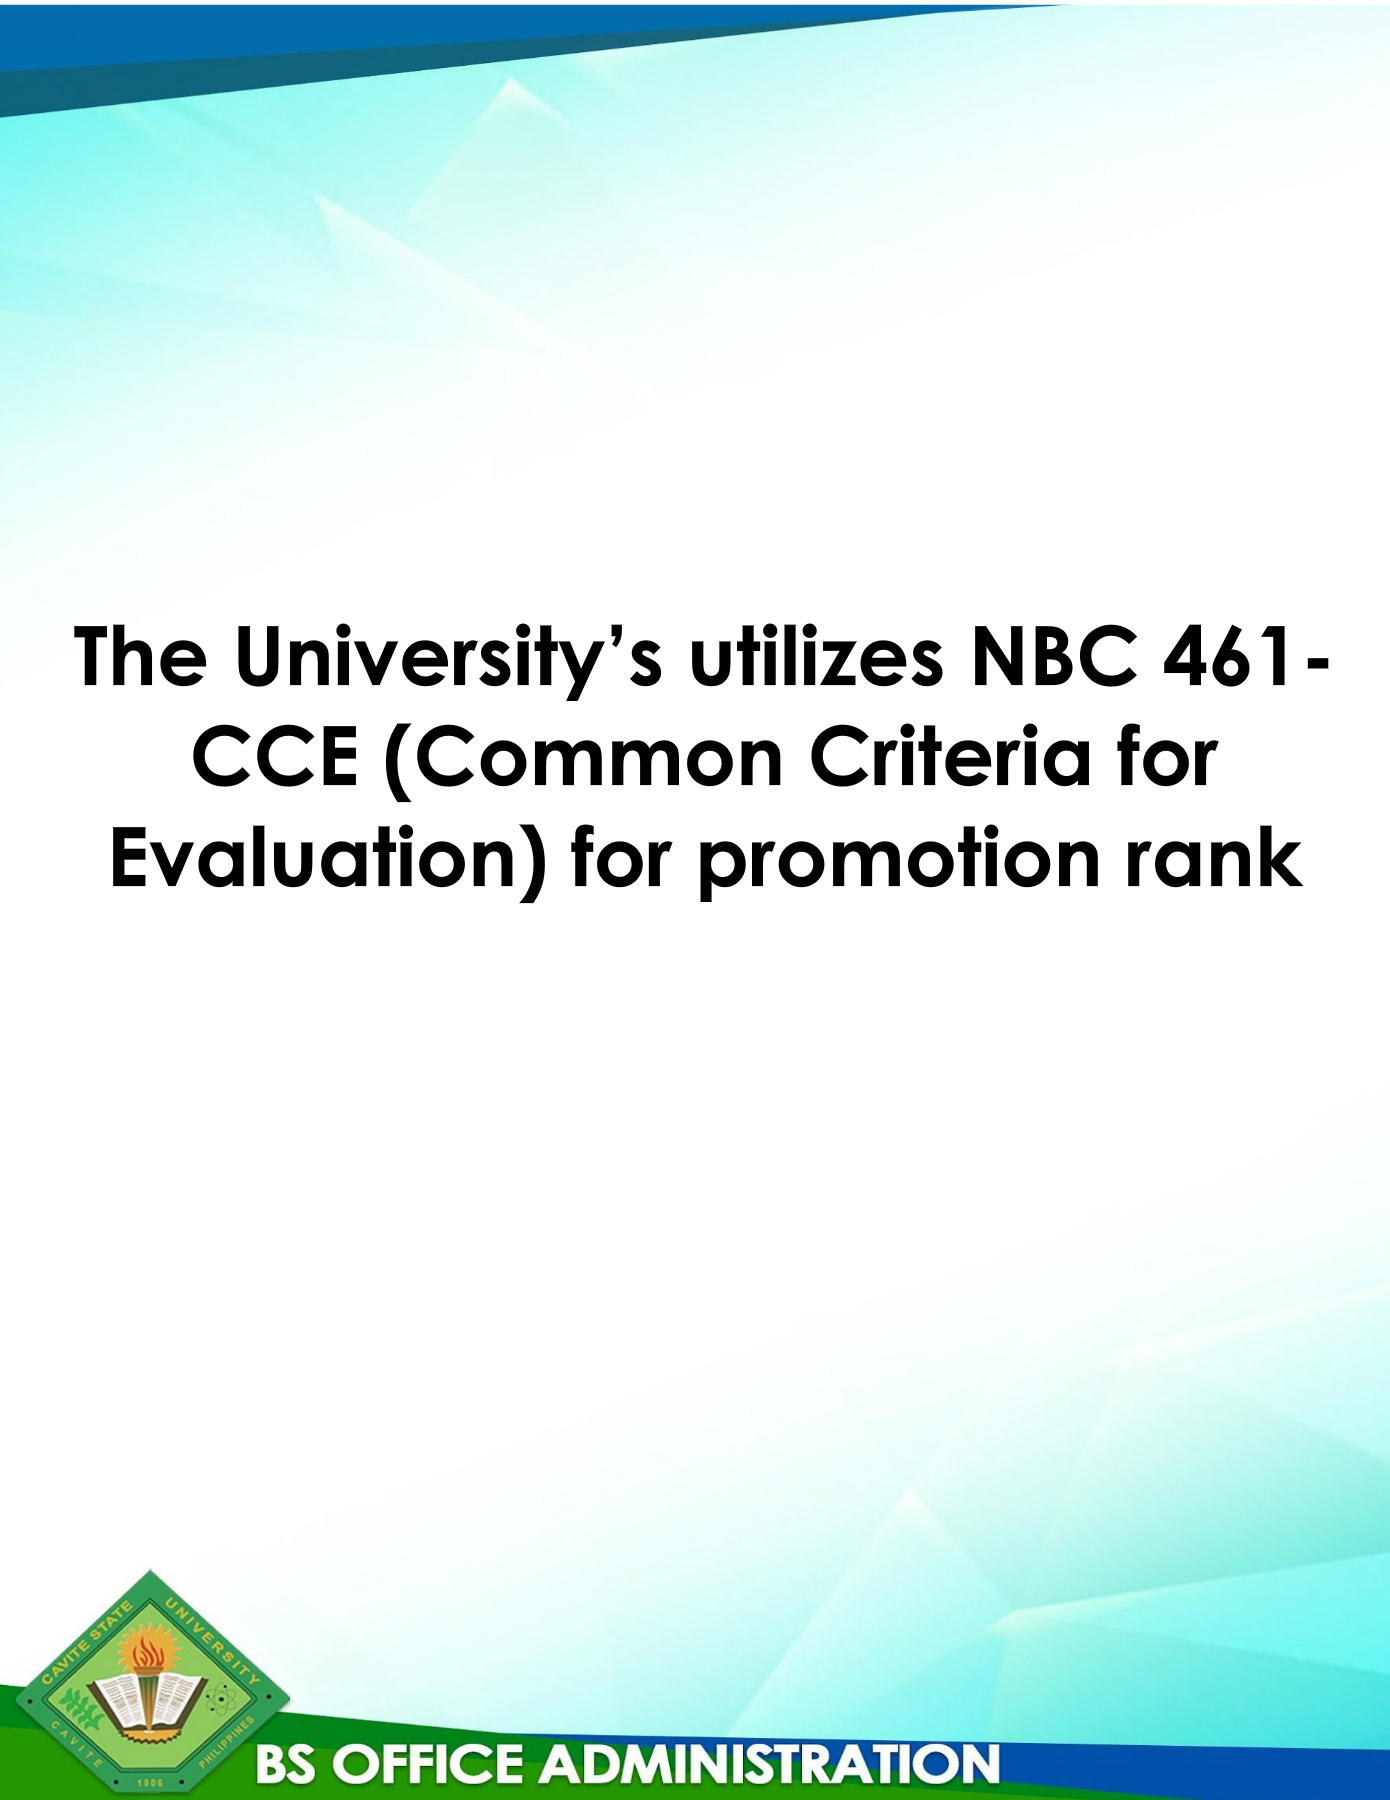 The University’s utilizes NBC 461-
CCE (Common Criteria for
Evaluation) for promotion rank
CAVITE STATE UNIVERSITY
CAVITE
PHILIPPINES
1906
BS OFFICE ADMINISTRATION